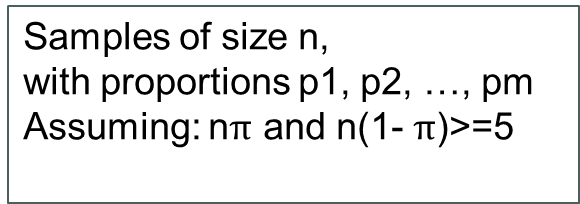 Samples of size n,
with proportions p1, p2, …, pm
Assuming: nπ and n(1- π)>=5